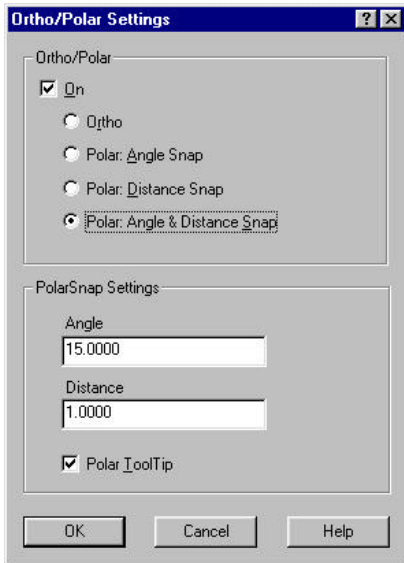 Ortho/Polar Settings
Ortho/Polar
On
Ortho
Polar: Angle Snap
Polar: Distance Snap
Polar: Angle & Distance Snap
PolarSnap Settings
Angle
15.0000
Distance
1.0000
Polar ToolTip
OK Cancel Help